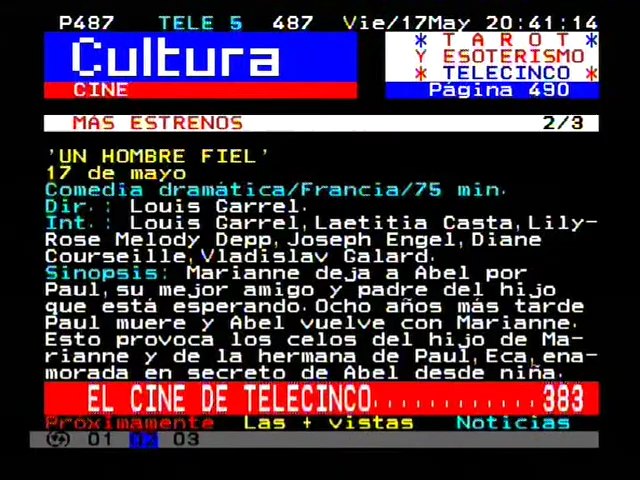 P487 TELE 5 487 Vie/17May 20:41:14
Cultura
* T A R O T *
Y ESOTERISMO
* TELECINCO *
CINE
Página 490
MÁS ESTRENOS 2/3
'UN HOMBRE FIEL'
17 de mayo
Comedia dramática/Francia/75 min.
Dir.: Louis Garrel.
Int.: Louis Garrel,Laetitia Casta,Lily-
Rose Melody Depp,Joseph Engel,Diane
Courseille,Vladislav Galard.
Sinopsis: Marianne deja a Abel por
Paul,su mejor amigo y padre del hijo
que está esperando.Ocho años más tarde
Paul muere y Abel vuelve con Marianne.
Esto provoca los celos del hijo de Ma-
rianne y de la hermana de Paul,Eca,ena-
morada en secreto de Abel desde niña.
EL CINE DE TELECINCO............383
Próximamente Las + vistas Noticias
01 02 03